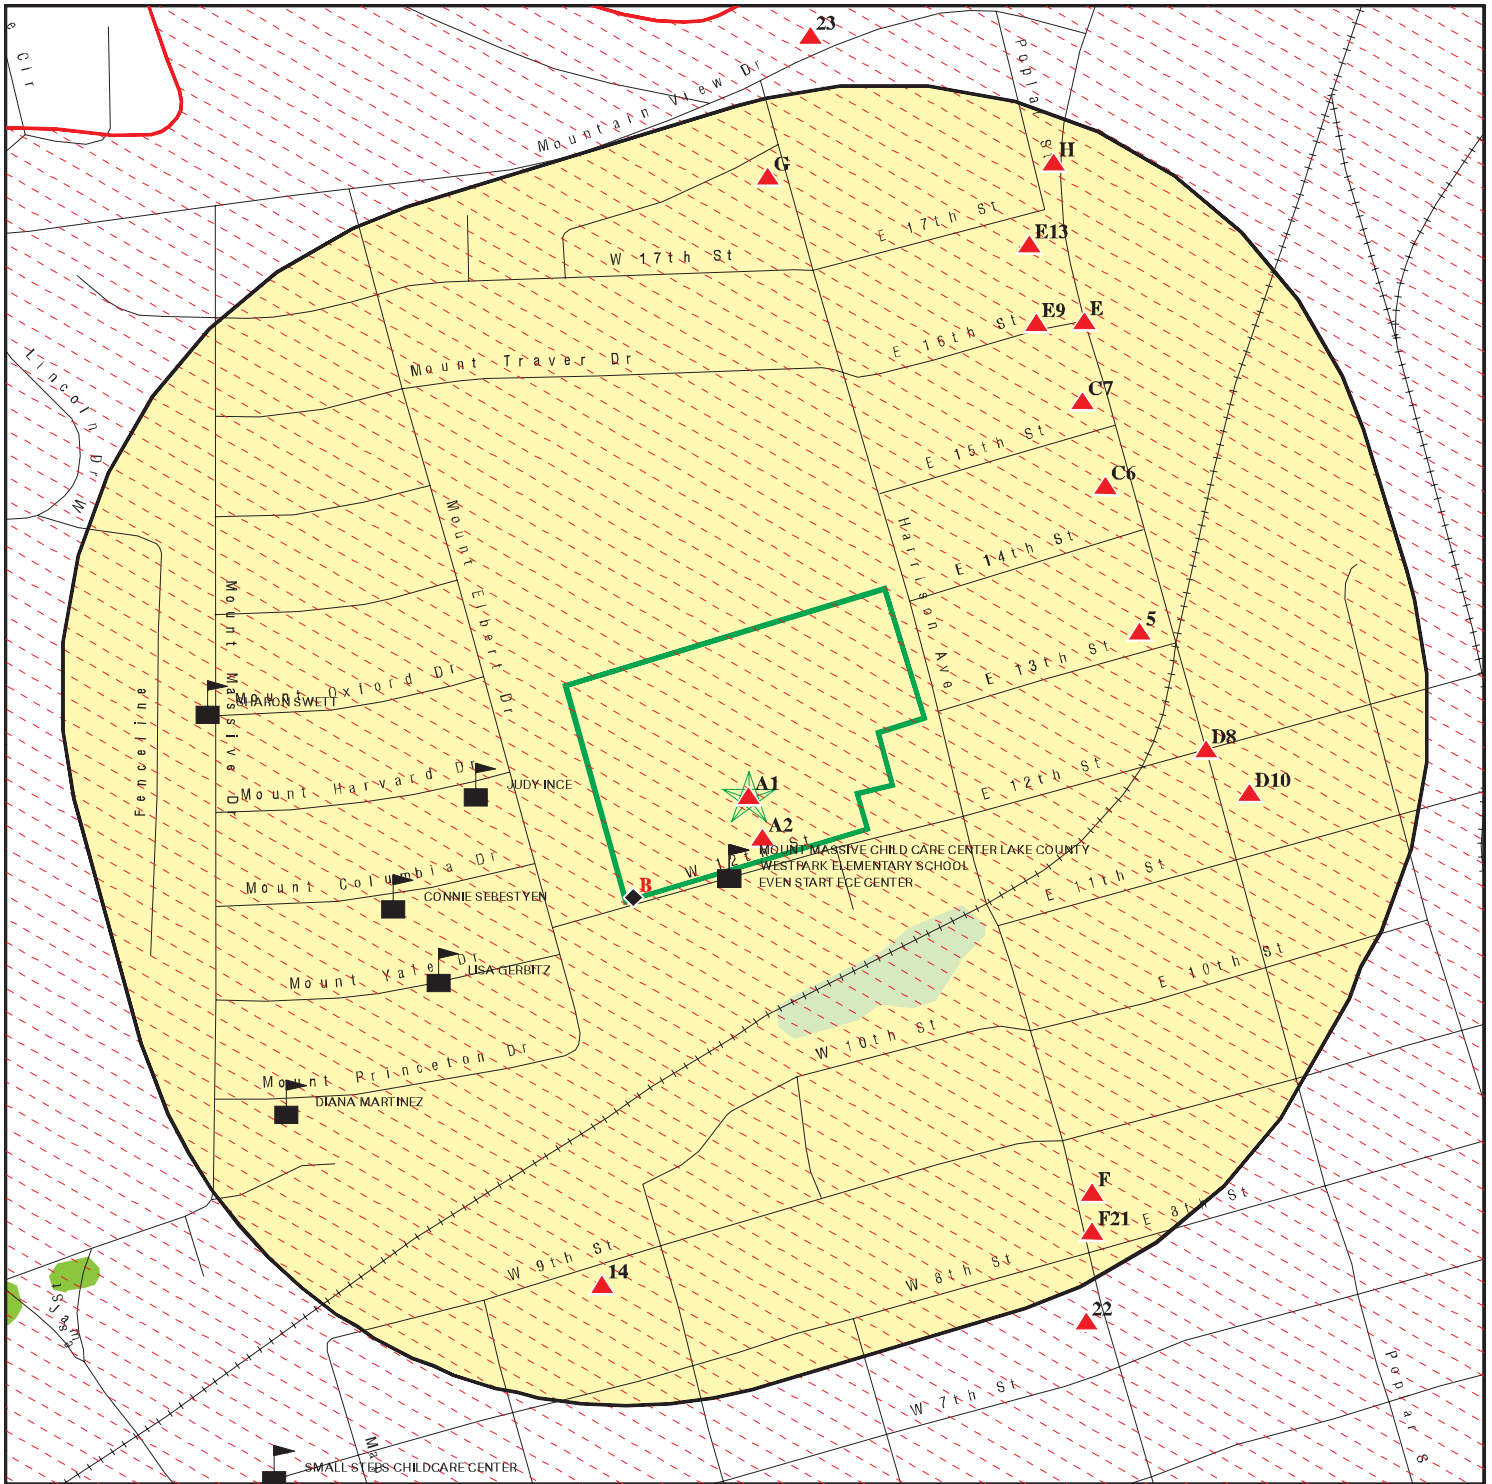 23
e Cir
Mountain View Dr
Poplar St
H
G
E 17th St
E13
W 17th St
E9
E
E 16th St
Mount Traver Dr
Lincoln Dr W
C7
E 15th St
C6
Mount Elbert Dr
Harrison Ave
E 14th St
Mount Massive Dr
5
E 13th St
Mount Oxford Dr
SHARON SWETT
Fenceline
D8
Mount Harvard Dr
JUDY INCE
A1
E 12th St
D10
A2
W 12th St
MOUNT MASSIVE CHILD CARE CENTER LAKE COUNTY
WESTPARK ELEMENTARY SCHOOL
EVEN START ECE CENTER
Mount Columbia Dr
CONNIE SEBESTYEN
B
E 11th St
Mount Yale Dr
LISA GERBITZ
E 10th St
W 10th St
Mount Princeton Dr
DIANA MARTINEZ
F
F21
E 8th St
W 9th St
14
W 8th St
22
W 7th St
Poplar S
SMALL STEPS CHILDCARE CENTER